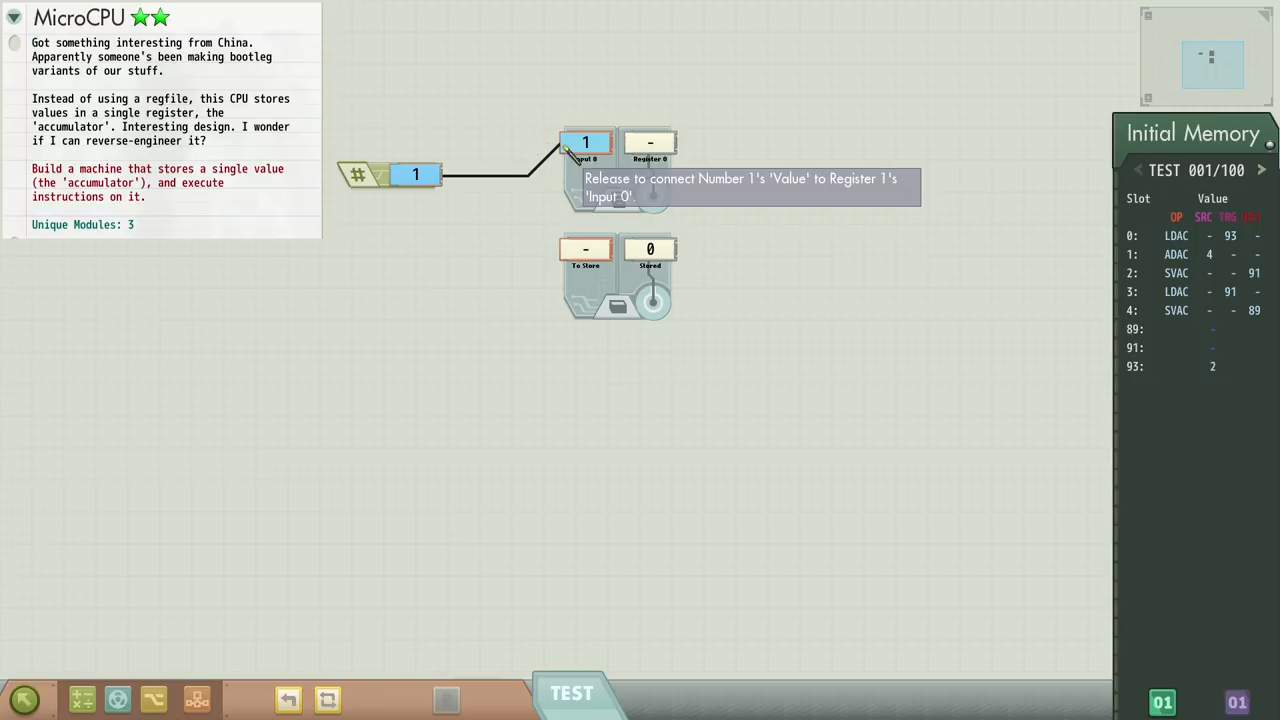 MicroCPU
Got something interesting from China.
Apparently someone's been making bootleg
variants of our stuff.
Instead of using a regfile, this CPU stores
values in a single register, the
'accumulator'. Interesting design. I wonder
if I can reverse-engineer it?
Build a machine that stores a single value
(the 'accumulator'), and execute
instructions on it.
Unique Modules: 3
# 1
1 -
Input 0 Register 0
Release to connect Number 1's 'Value' to Register 1's
'Input 0'.
- 0
To Store Stored
Initial Memory
< TEST 001/100 >
Slot Value
OP SRC TRG DST
0: LDAC - 93 -
1: ADAC 4 - -
2: SVAC - - 91
3: LDAC - 91 -
4: SVAC - - 89
89: -
91: -
93: 2
TEST
01 01